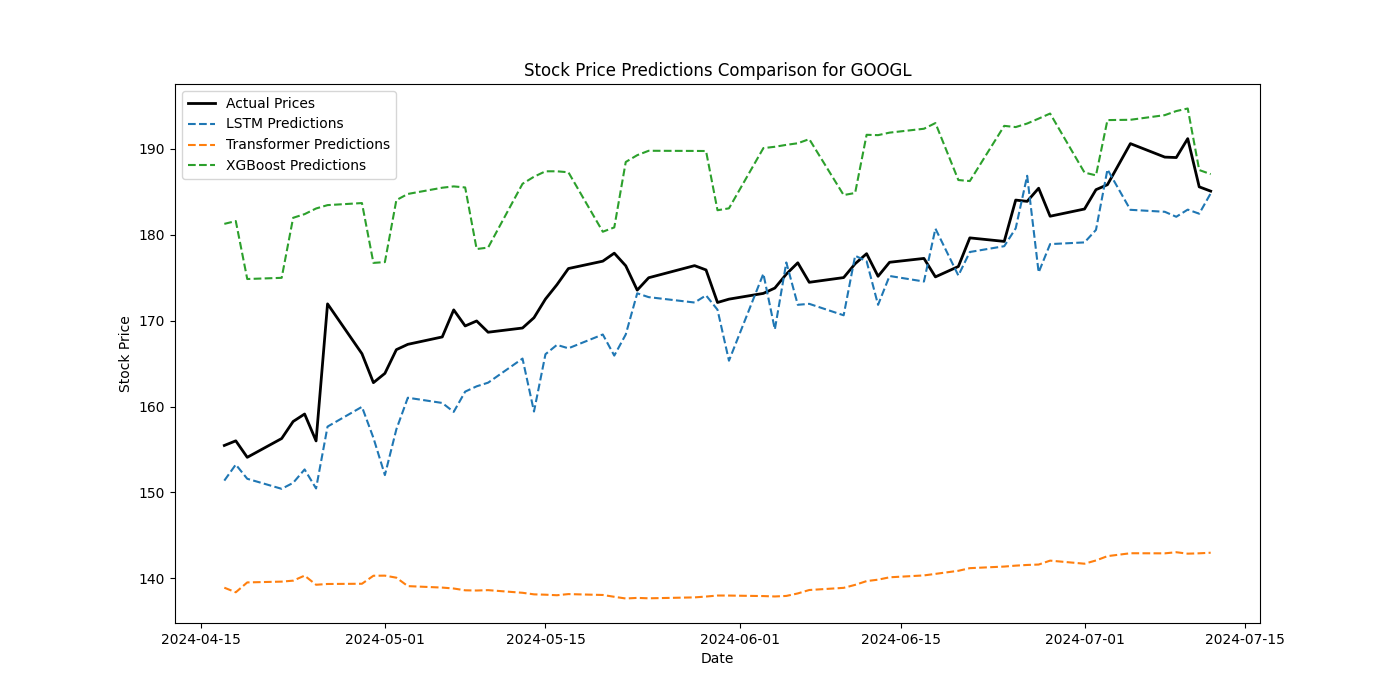 Stock Price Predictions Comparison for GOOGL
Actual Prices
LSTM Predictions
Transformer Predictions
XGBoost Predictions
Stock Price
190
180
170
160
150
140
2024-04-15 2024-05-01 2024-05-15 2024-06-01 2024-06-15 2024-07-01 2024-07-15
Date